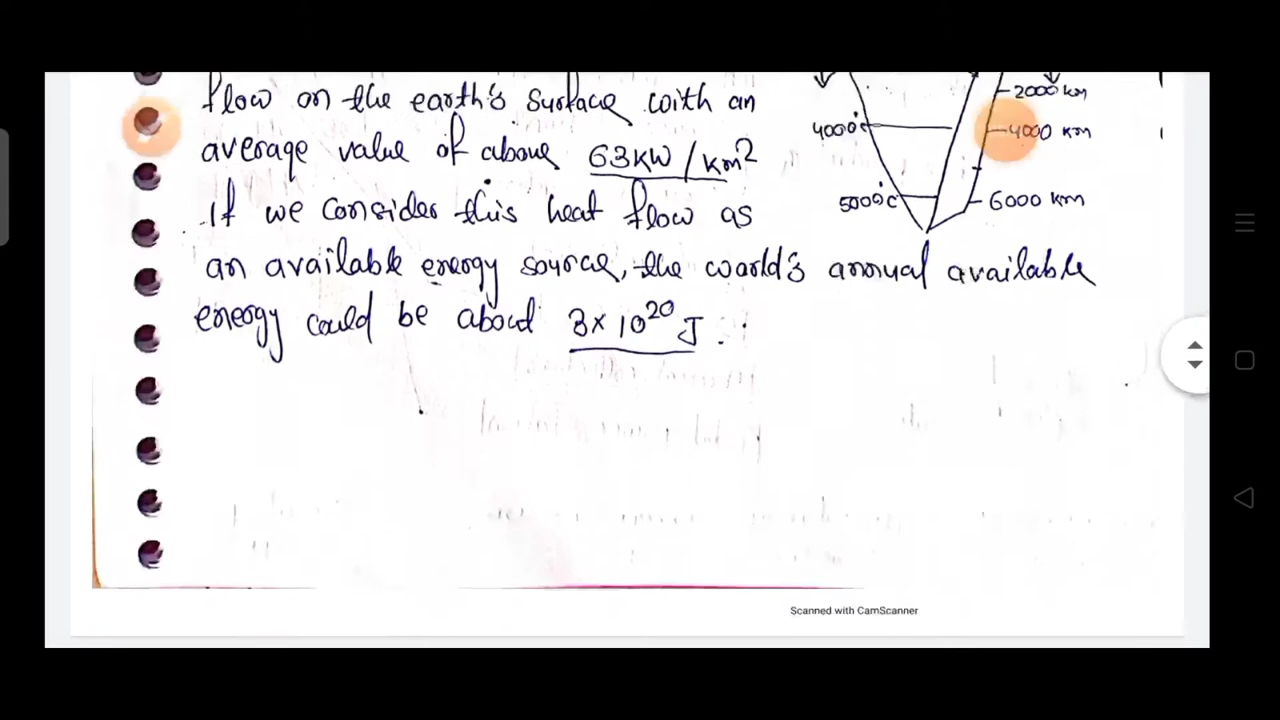 flow on the earth's surface with an
average value of above 63KW/Km²
If we consider this heat flow as
an available energy source, the world's annual available
energy could be about 3×10²⁰ J.
2000 km
4000°c
4000 km
5000°c
6000 km
Scanned with CamScanner